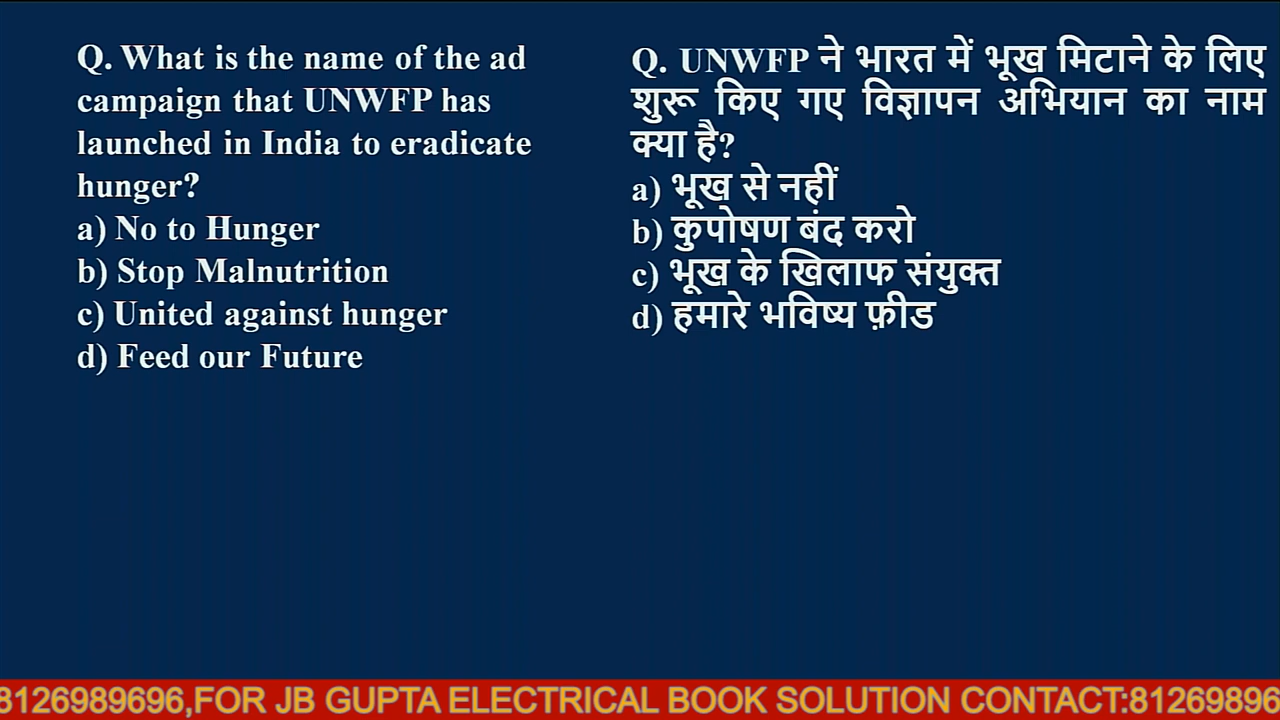 Q. What is the name of the ad
campaign that UNWFP has
launched in India to eradicate
hunger?
a) No to Hunger
b) Stop Malnutrition
c) United against hunger
d) Feed our Future
Q. UNWFP ने भारत में भूख मिटाने के लिए
शुरू किए गए विज्ञापन अभियान का नाम
क्या है?
a) भूख से नहीं
b) कुपोषण बंद करो
c) भूख के खिलाफ संयुक्त
d) हमारे भविष्य फ़ीड
8126989696,FOR JB GUPTA ELECTRICAL BOOK SOLUTION CONTACT:81269896